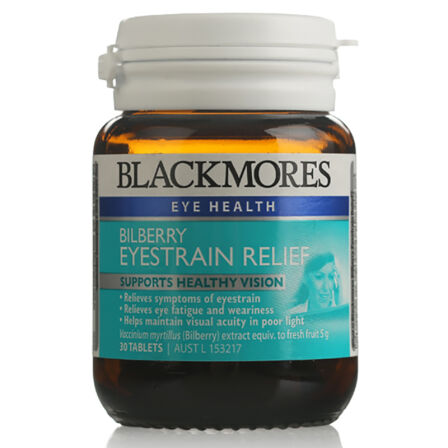 BLACKMORES
EYE HEALTH
BILBERRY
EYESTRAIN RELIEF
SUPPORTS HEALTHY VISION
• Relieves symptoms of eyestrain
• Relieves eye fatigue and weariness
• Helps maintain visual acuity in poor light
Vaccinium myrtillus (Bilberry) extract equiv. to fresh fruit 5g
30 TABLETS | AUST L 153217